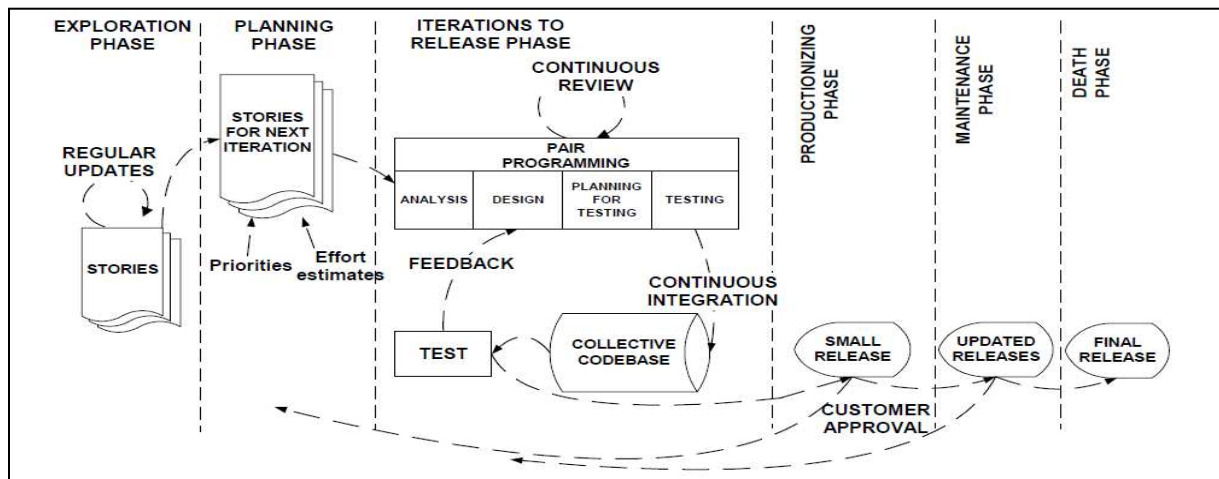 EXPLORATION
PHASE
PLANNING
PHASE
ITERATIONS TO
RELEASE PHASE
PRODUCTIONIZING
PHASE
MAINTENANCE
PHASE
DEATH
PHASE
REGULAR
UPDATES
STORIES
STORIES
FOR NEXT
ITERATION
Priorities
Effort
estimates
CONTINUOUS
REVIEW
PAIR
PROGRAMMING
ANALYSIS
DESIGN
PLANNING
FOR
TESTING
TESTING
FEEDBACK
CONTINUOUS
INTEGRATION
TEST
COLLECTIVE
CODEBASE
SMALL
RELEASE
UPDATED
RELEASES
FINAL
RELEASE
CUSTOMER
APPROVAL